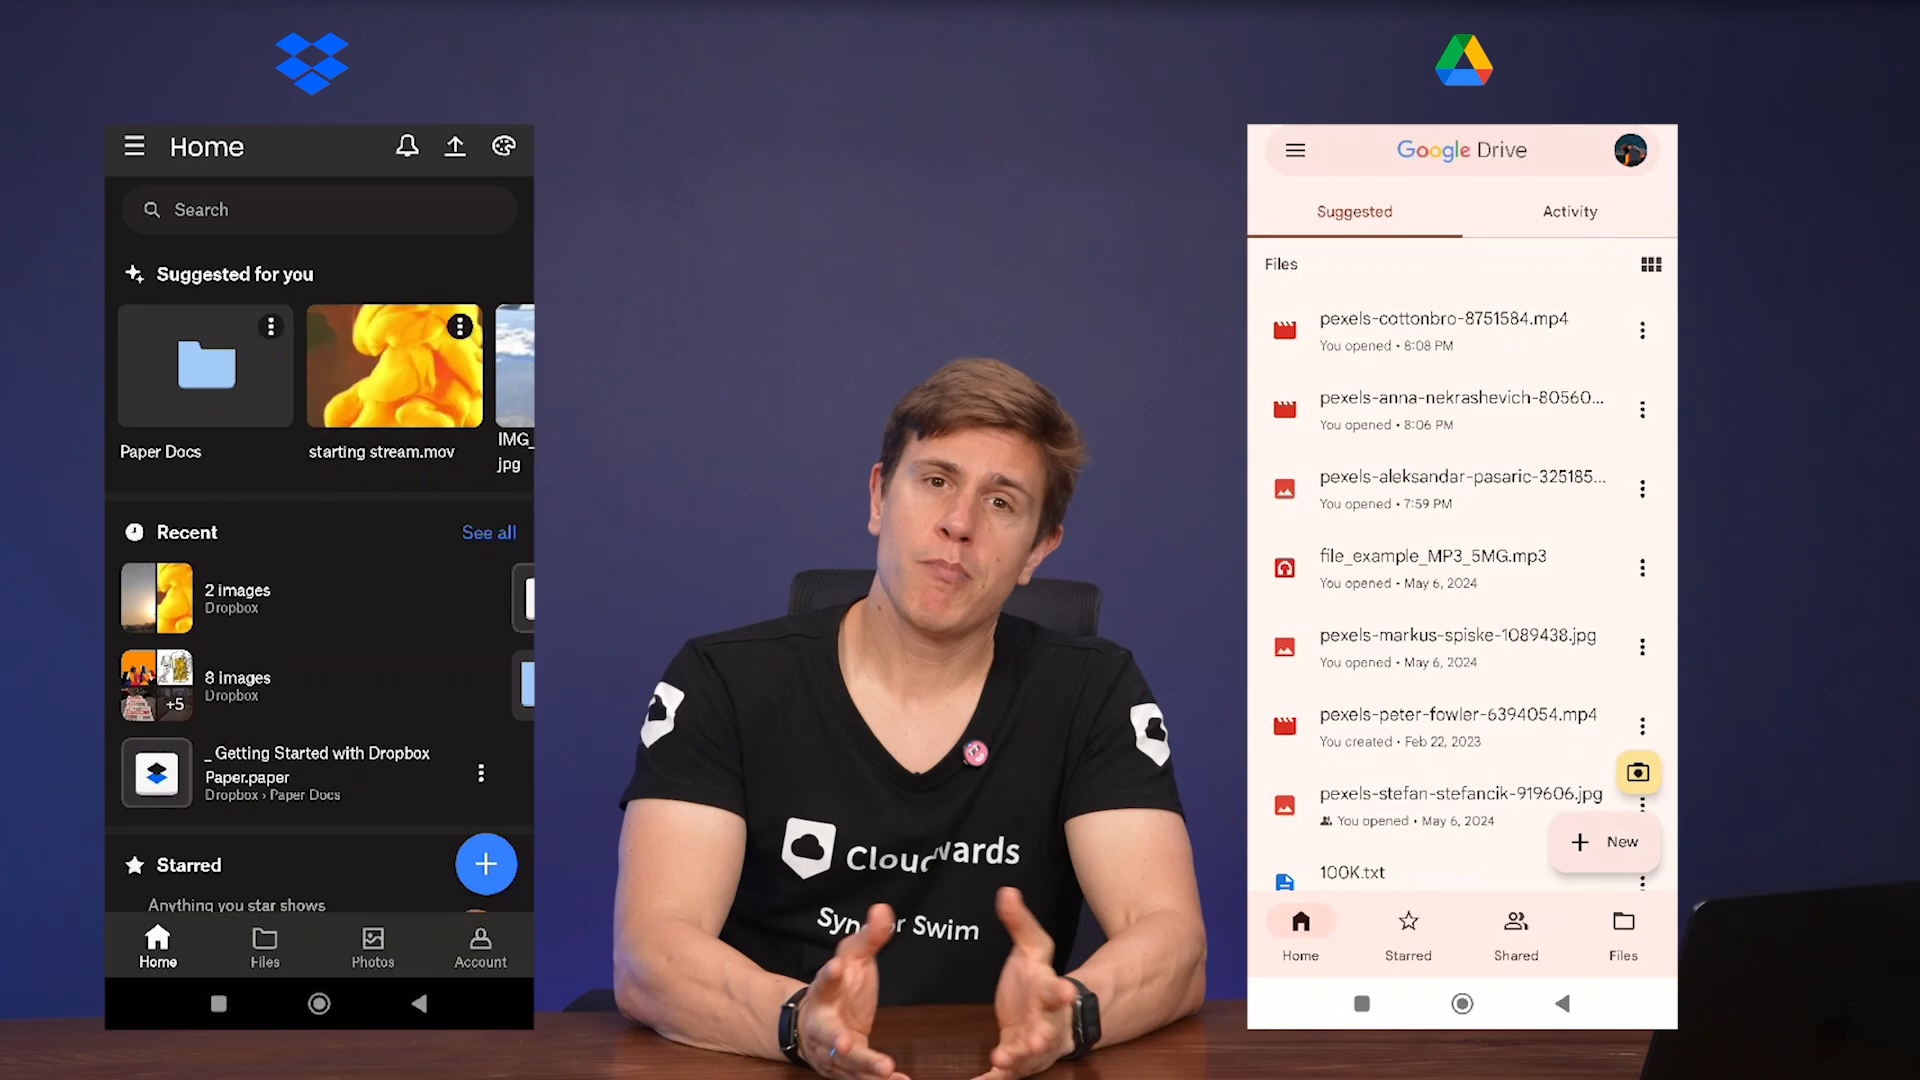 Home
Search
Suggested for you
Paper Docs
starting stream.mov
IMG_
jpg
Recent
See all
2 images
Dropbox
8 images
Dropbox
+5
_ Getting Started with Dropbox
Paper.paper
Dropbox › Paper Docs
Starred
Anything you star shows
Home
Files
Photos
Account
Cloudwards
Sync or Swim
Google Drive
Suggested
Activity
Files
pexels-cottonbro-8751584.mp4
You opened • 8:08 PM
pexels-anna-nekrashevich-80560...
You opened • 8:06 PM
pexels-aleksandar-pasaric-325185...
You opened • 7:59 PM
file_example_MP3_5MG.mp3
You opened • May 6, 2024
pexels-markus-spiske-1089438.jpg
You opened • May 6, 2024
pexels-peter-fowler-6394054.mp4
You created • Feb 22, 2023
pexels-stefan-stefancik-919606.jpg
You opened • May 6, 2024
New
100K.txt
Home
Starred
Shared
Files